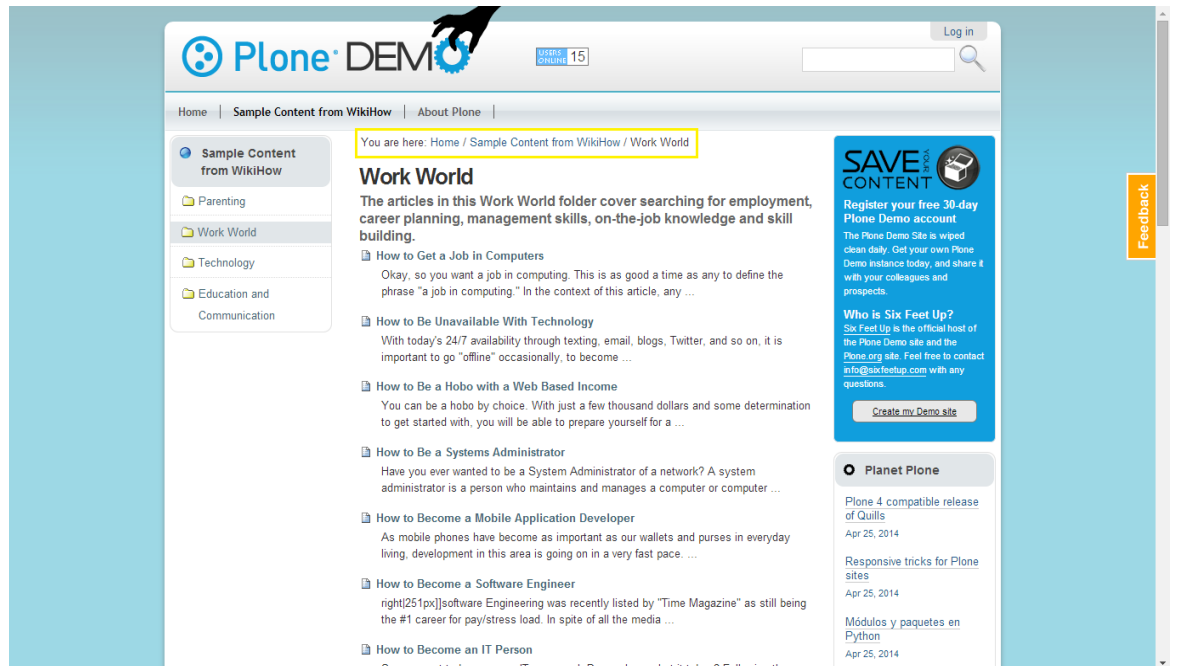 Log in
Plone DEMO
USERS ONLINE 15
Home | Sample Content from WikiHow | About Plone |
Sample Content
from WikiHow
Parenting
Work World
Technology
Education and
Communication
You are here: Home / Sample Content from WikiHow / Work World
Work World
The articles in this Work World folder cover searching for employment,
career planning, management skills, on-the-job knowledge and skill
building.
How to Get a Job in Computers
Okay, so you want a job in computing. This is as good a time as any to define the
phrase "a job in computing." In the context of this article, any ...
How to Be Unavailable With Technology
With today's 24/7 availability through texting, email, blogs, Twitter, and so on, it is
important to go "offline" occasionally, to become ...
How to Be a Hobo with a Web Based Income
You can be a hobo by choice. With just a few thousand dollars and some determination
to get started with, you will be able to prepare yourself for a ...
How to Be a Systems Administrator
Have you ever wanted to be a System Administrator of a network? A system
administrator is a person who maintains and manages a computer or computer ...
How to Become a Mobile Application Developer
As mobile phones have become as important as our wallets and purses in everyday
living, development in this area is going on in a very fast pace. ...
How to Become a Software Engineer
right|251px]]software Engineering was recently listed by "Time Magazine" as still being
the #1 career for pay/stress load. In spite of all the media ...
How to Become an IT Person
SAVE YOUR
CONTENT
Register your free 30-day
Plone Demo account
The Plone Demo Site is wiped
clean daily. Get your own Plone
Demo instance today, and share it
with your colleagues and
prospects.
Who is Six Feet Up?
Six Feet Up is the official host of
the Plone Demo site and the
Plone.org site. Feel free to contact
info@sixfeetup.com with any
questions.
Create my Demo site
Planet Plone
Plone 4 compatible release
of Quills
Apr 25, 2014
Responsive tricks for Plone
sites
Apr 25, 2014
Módulos y paquetes en
Python
Apr 25, 2014
Feedback